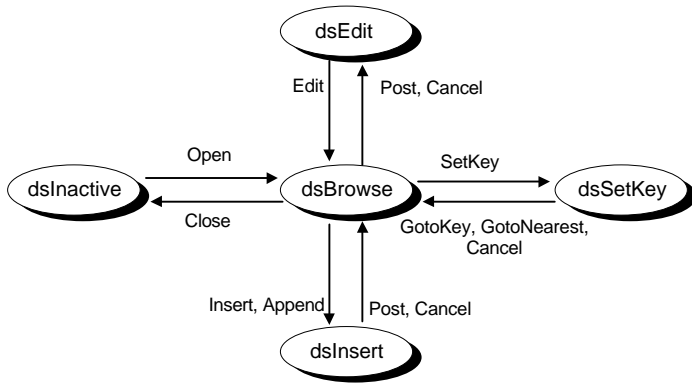 dsEdit
Edit
Post, Cancel
Open
SetKey
dsInactive
dsBrowse
dsSetKey
Close
GotoKey, GotoNearest,
Cancel
Insert, Append
Post, Cancel
dsInsert